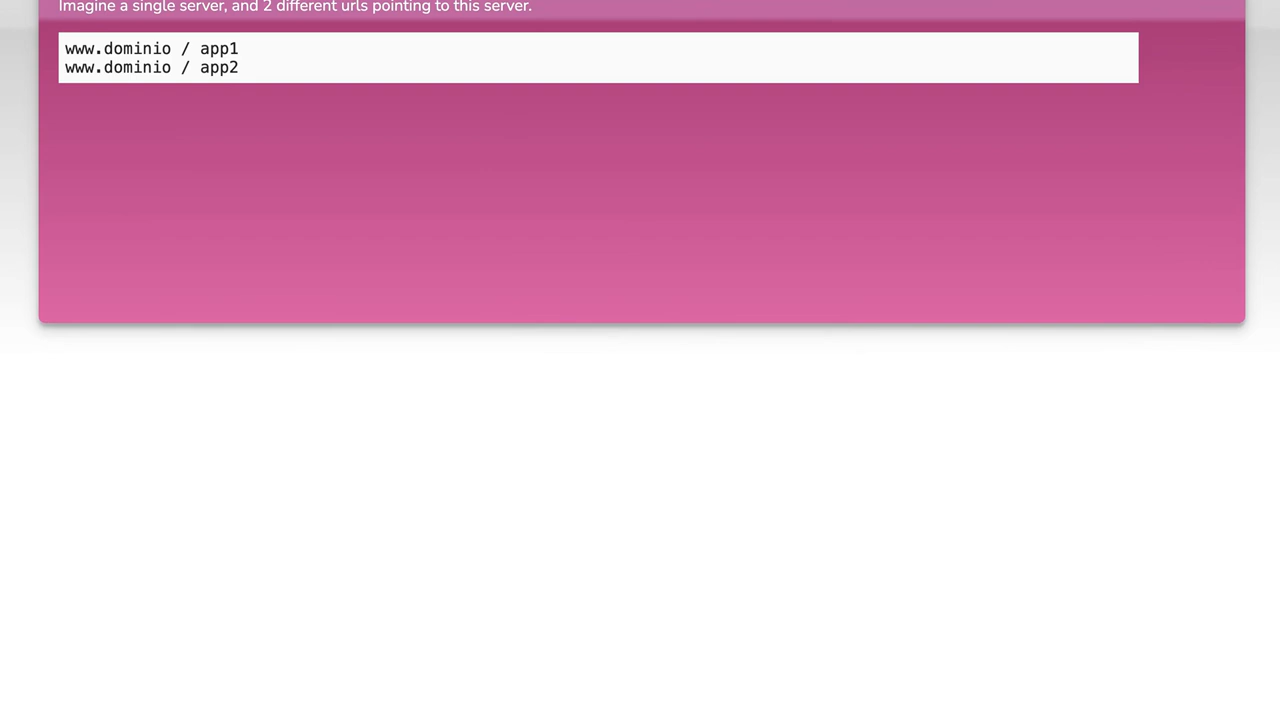 Imagine a single server, and 2 different urls pointing to this server.
www.dominio / app1
www.dominio / app2